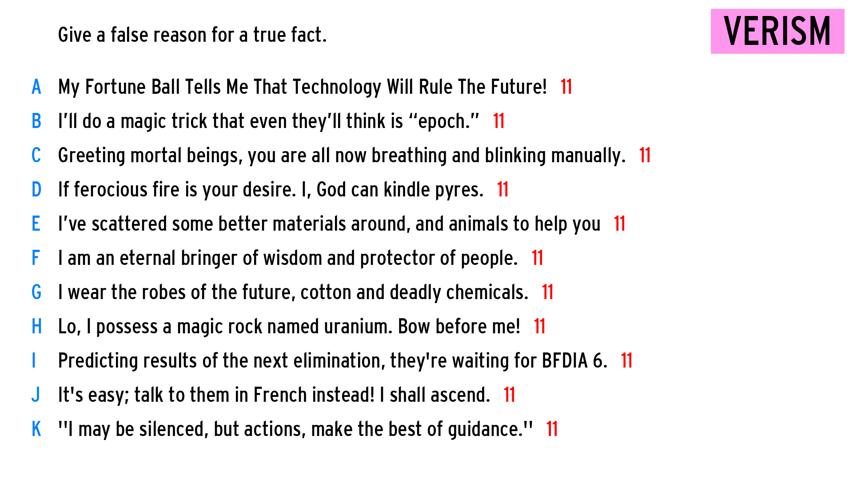 Give a false reason for a true fact.
VERISM
A My Fortune Ball Tells Me That Technology Will Rule The Future! 11
B I’ll do a magic trick that even they’ll think is “epoch.” 11
C Greeting mortal beings, you are all now breathing and blinking manually. 11
D If ferocious fire is your desire. I, God can kindle pyres. 11
E I’ve scattered some better materials around, and animals to help you 11
F I am an eternal bringer of wisdom and protector of people. 11
G I wear the robes of the future, cotton and deadly chemicals. 11
H Lo, I possess a magic rock named uranium. Bow before me! 11
I Predicting results of the next elimination, they're waiting for BFDIA 6. 11
J It's easy; talk to them in French instead! I shall ascend. 11
K "I may be silenced, but actions, make the best of guidance." 11